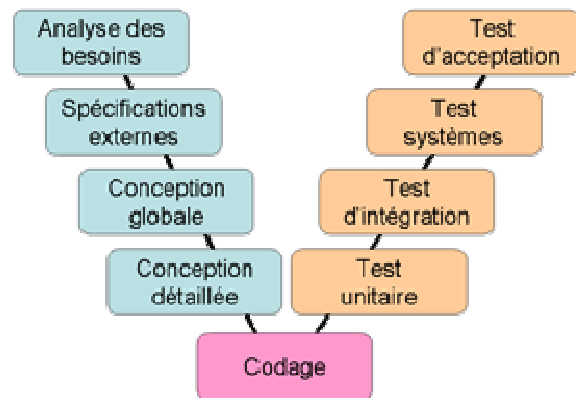 Analyse des
besoins
Test
d'acceptation
Spécifications
externes
Test
systèmes
Conception
globale
Test
d'intégration
Conception
détaillée
Test
unitaire
Codage